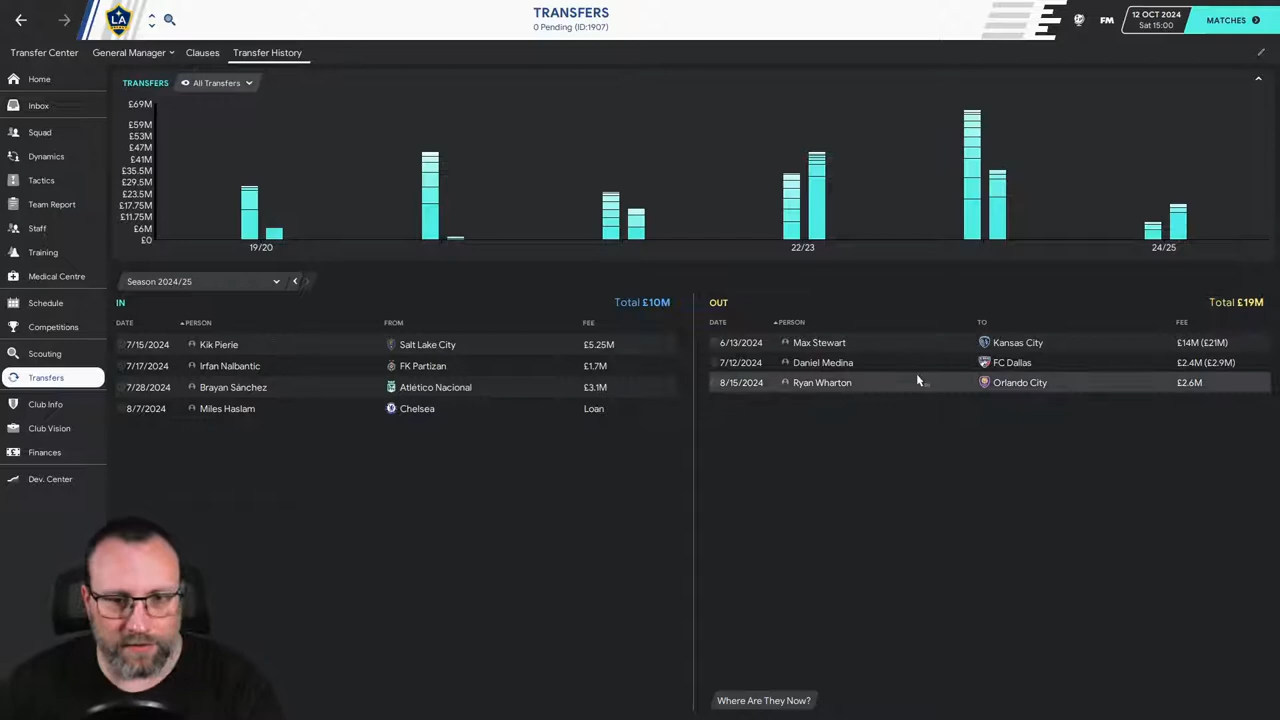 LA
TRANSFERS
0 Pending (ID:1907)
FM
12 OCT 2024
Sat 15:00
MATCHES
Transfer Center
General Manager
Clauses
Transfer History
Home
Inbox
Squad
Dynamics
Tactics
Team Report
Staff
Training
Medical Centre
Schedule
Competitions
Scouting
Transfers
Club Info
Club Vision
Finances
Dev. Center
TRANSFERS All Transfers
£69M
£59M
£53M
£47M
£41M
£35.5M
£29.5M
£23.5M
£17.75M
£11.75M
£6M
£0
19/20 22/23 24/25
Season 2024/25
IN Total £10M
DATE PERSON FROM FEE
7/15/2024 Kik Pierie Salt Lake City £5.25M
7/17/2024 Irfan Nalbantic FK Partizan £1.7M
7/28/2024 Brayan Sánchez Atlético Nacional £3.1M
8/7/2024 Miles Haslam Chelsea Loan
OUT Total £19M
DATE PERSON TO FEE
6/13/2024 Max Stewart Kansas City £14M (£21M)
7/12/2024 Daniel Medina FC Dallas £2.4M (£2.9M)
8/15/2024 Ryan Wharton Orlando City £2.6M
Where Are They Now?